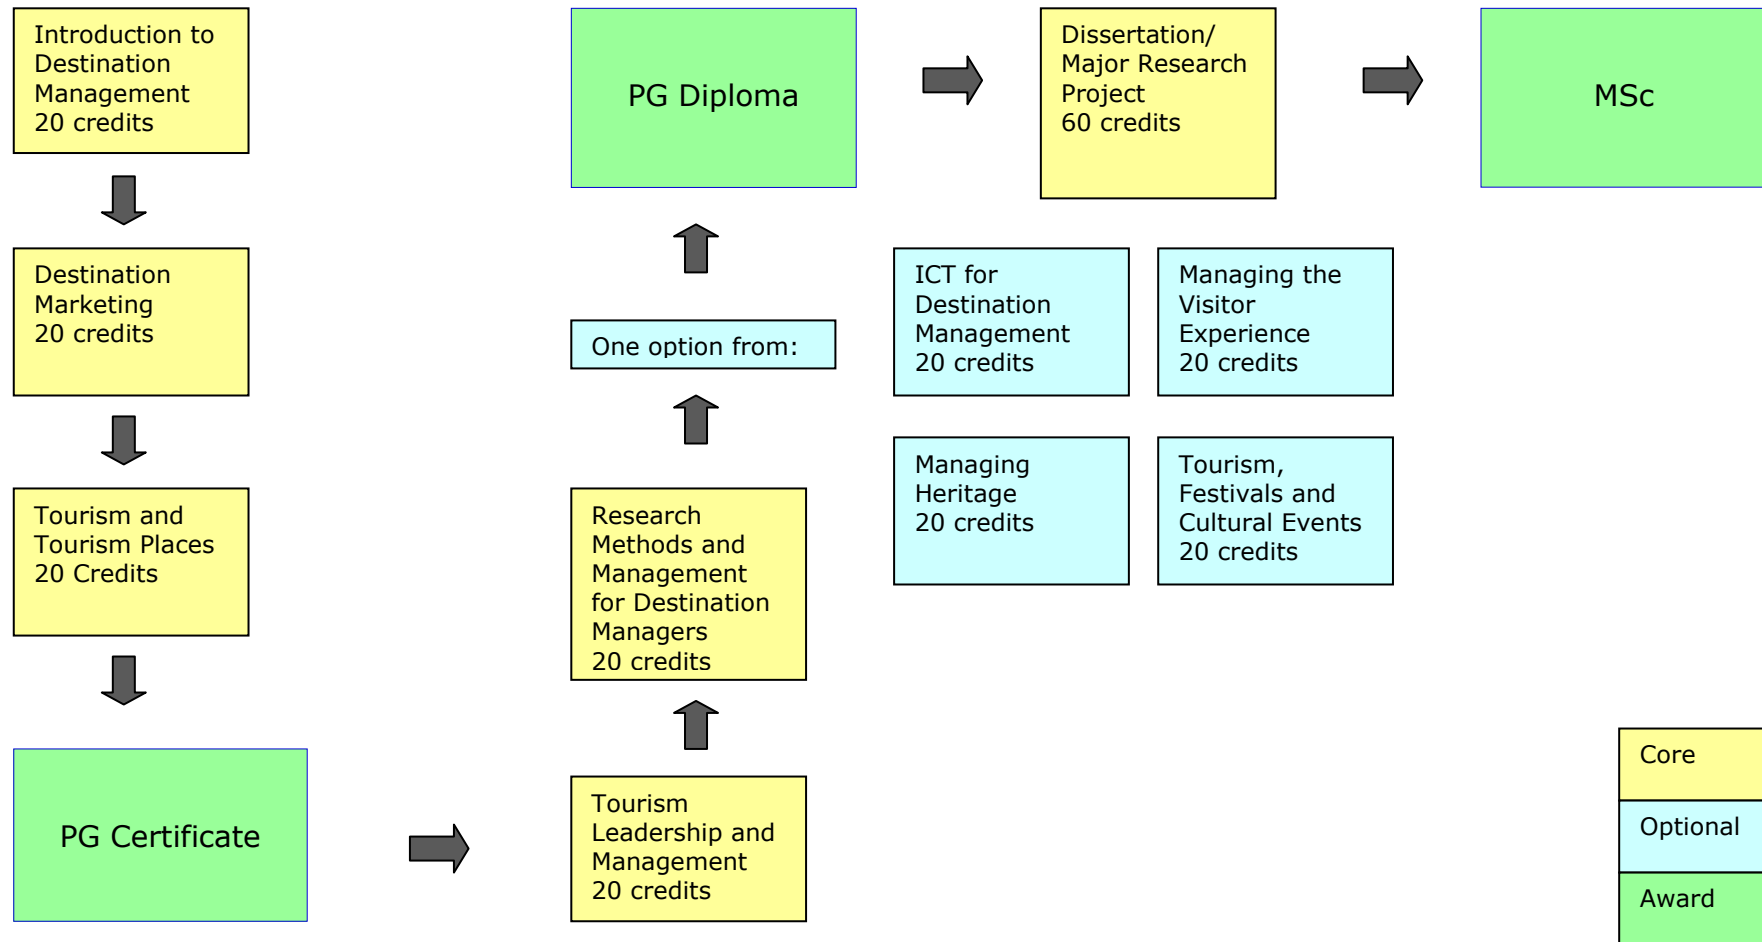 Introduction to
Destination
Management
20 credits
Destination
Marketing
20 credits
Tourism and
Tourism Places
20 Credits
PG Certificate
Tourism
Leadership and
Management
20 credits
Research
Methods and
Management
for Destination
Managers
20 credits
One option from:
ICT for
Destination
Management
20 credits
Managing the
Visitor
Experience
20 credits
Managing
Heritage
20 credits
Tourism,
Festivals and
Cultural Events
20 credits
PG Diploma
Dissertation/
Major Research
Project
60 credits
MSc
Core
Optional
Award